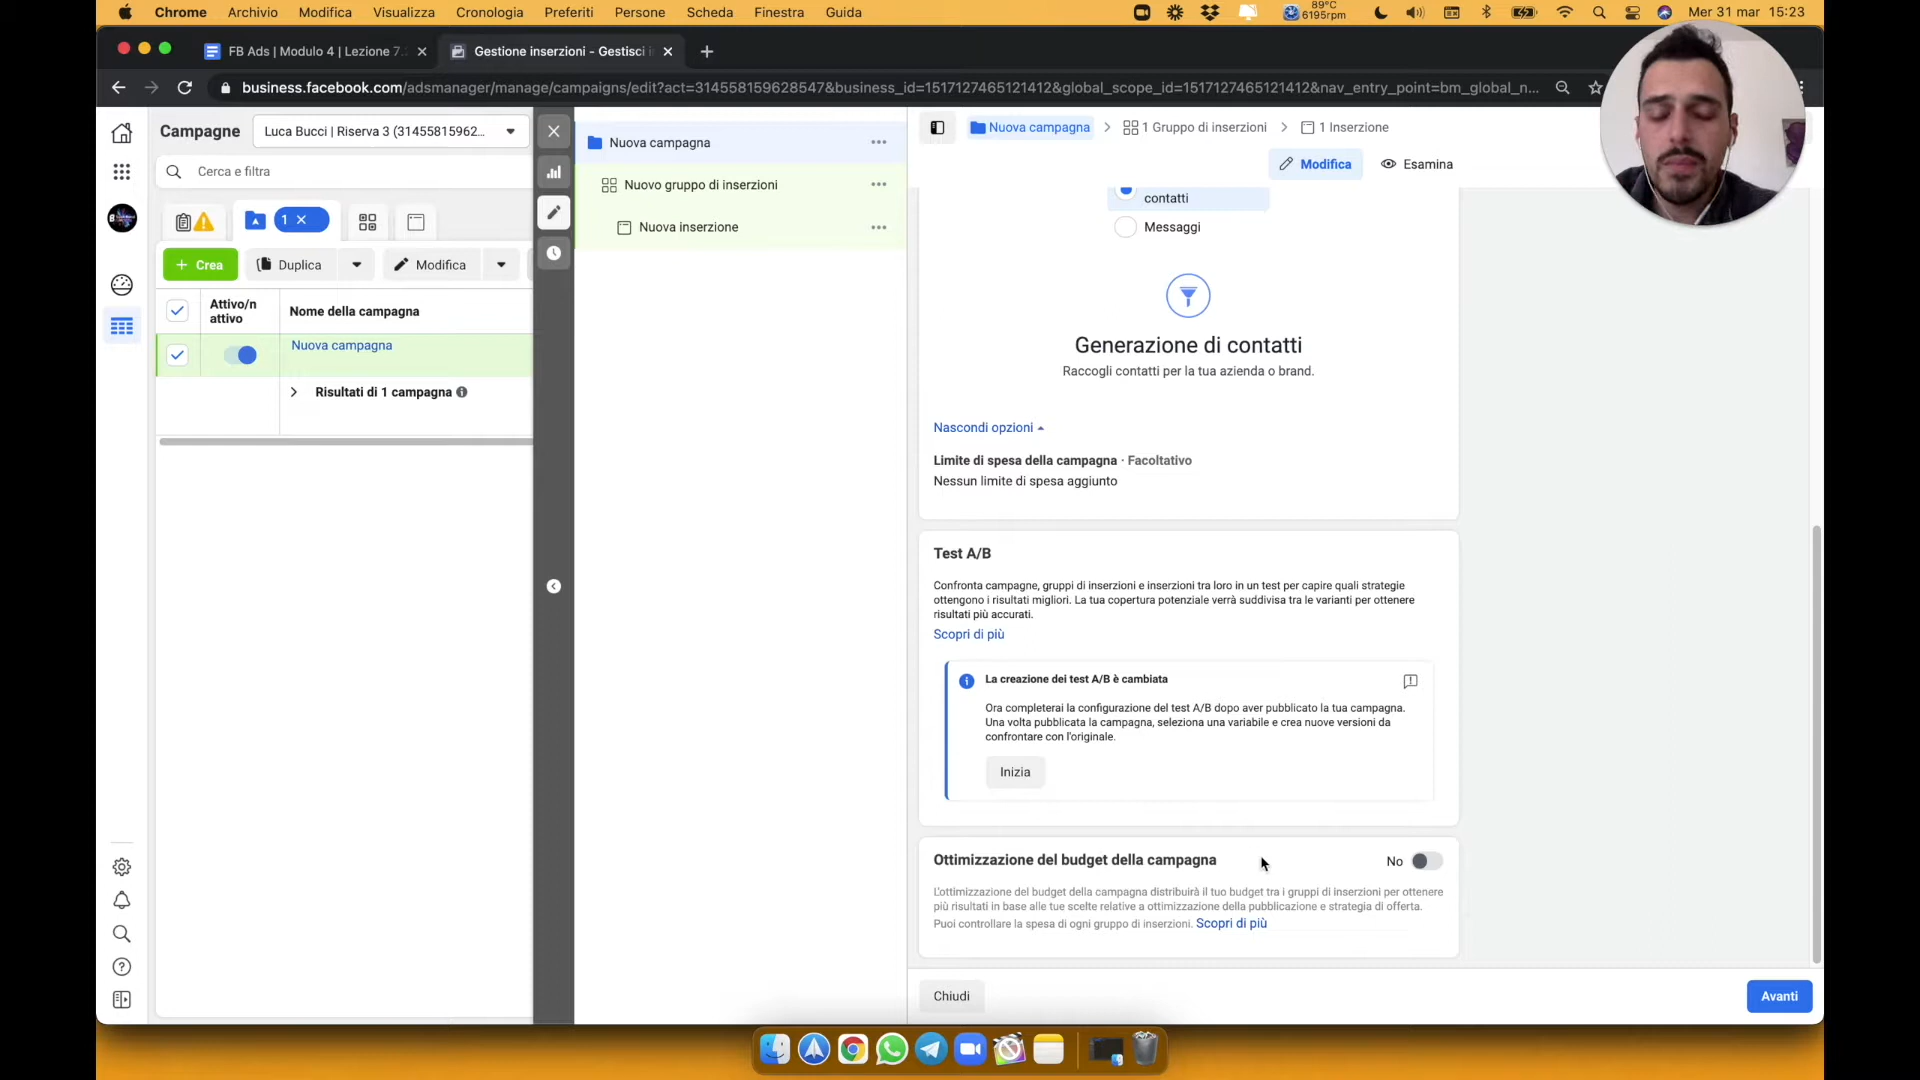 Chrome Archivio Modifica Visualizza Cronologia Preferiti Persone Scheda Finestra Guida
89°C
6195rpm
Mer 31 mar 15:23
FB Ads | Modulo 4 | Lezione 7.
Gestione inserzioni - Gestisci i
business.facebook.com/adsmanager/manage/campaigns/edit?act=314558159628547&business_id=1517127465121412&global_scope_id=1517127465121412&nav_entry_point=bm_global_n...
Campagne
Luca Bucci | Riserva 3 (31455815962...
Cerca e filtra
1
Crea
Duplica
Modifica
Attivo/n
attivo
Nome della campagna
Nuova campagna
Risultati di 1 campagna
Nuova campagna
Nuovo gruppo di inserzioni
Nuova inserzione
Nuova campagna
1 Gruppo di inserzioni
1 Inserzione
Modifica
Esamina
contatti
Messaggi
Generazione di contatti
Raccogli contatti per la tua azienda o brand.
Nascondi opzioni
Limite di spesa della campagna · Facoltativo
Nessun limite di spesa aggiunto
Test A/B
Confronta campagne, gruppi di inserzioni e inserzioni tra loro in un test per capire quali strategie
ottengono i risultati migliori. La tua copertura potenziale verrà suddivisa tra le varianti per ottenere
risultati più accurati.
Scopri di più
La creazione dei test A/B è cambiata
Ora completerai la configurazione del test A/B dopo aver pubblicato la tua campagna.
Una volta pubblicata la campagna, seleziona una variabile e crea nuove versioni da
confrontare con l'originale.
Inizia
Ottimizzazione del budget della campagna
No
L'ottimizzazione del budget della campagna distribuirà il tuo budget tra i gruppi di inserzioni per ottenere
più risultati in base alle tue scelte relative a ottimizzazione della pubblicazione e strategia di offerta.
Puoi controllare la spesa di ogni gruppo di inserzioni. Scopri di più
Chiudi
Avanti